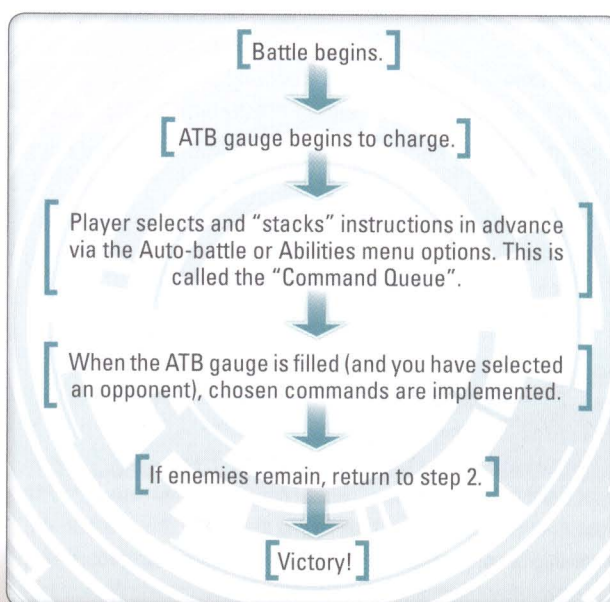 [Battle begins.]
[ATB gauge begins to charge.]
[Player selects and “stacks” instructions in advance
via the Auto-battle or Abilities menu options. This is
called the “Command Queue”.]
[When the ATB gauge is filled (and you have selected
an opponent), chosen commands are implemented.]
[If enemies remain, return to step 2.]
[Victory!]